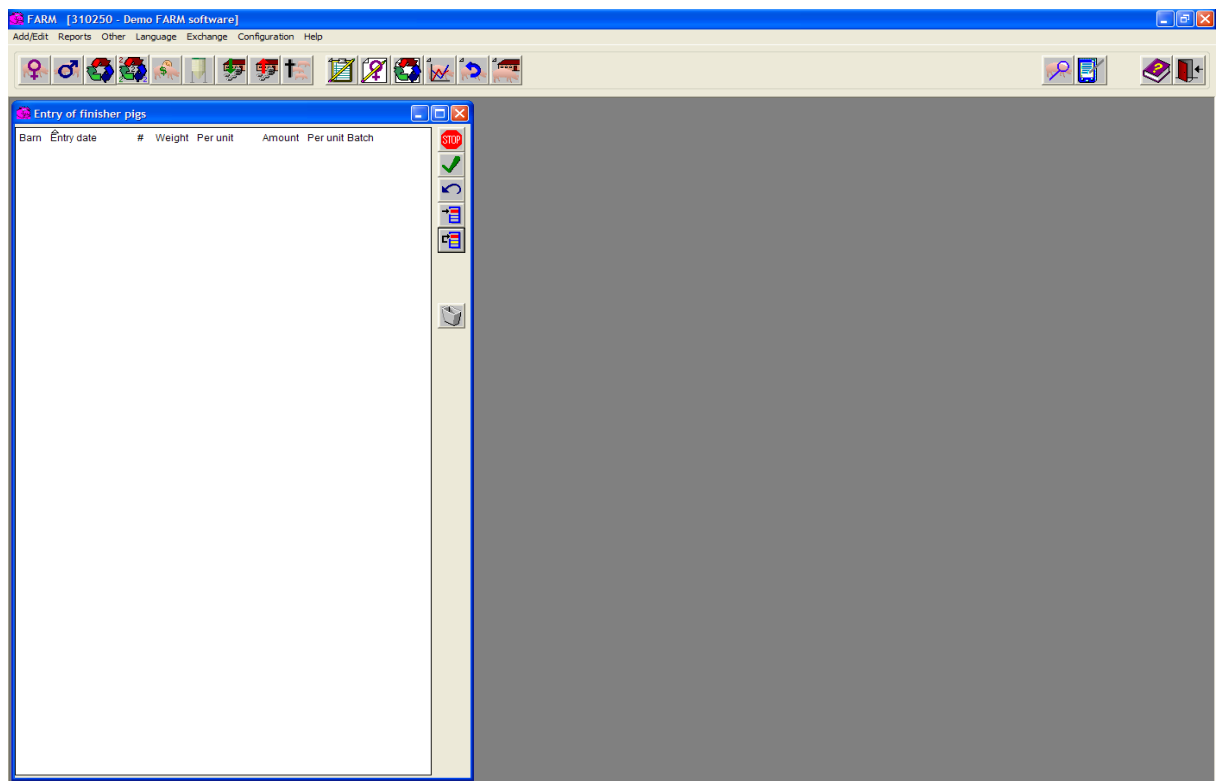 FARM [310250 - Demo FARM software]
Add/Edit Reports Other Language Exchange Configuration Help
Entry of finisher pigs
Barn Entry date # Weight Per unit Amount Per unit Batch
STOP